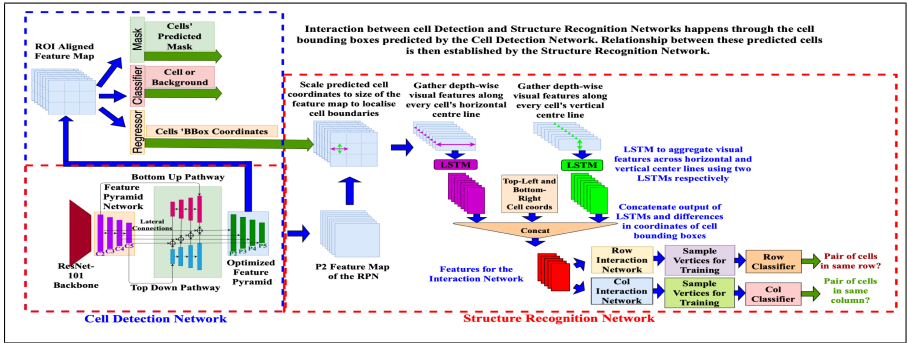 Interaction between cell Detection and Structure Recognition Networks happens through the cell
bounding boxes predicted by the Cell Detection Network. Relationship between these predicted cells
is then established by the Structure Recognition Network.
ROI Aligned
Feature Map
Mask
Cells'
Predicted
Mask
Classifier
Cell or
Background
Regressor
Cells 'BBox Coordinates
Bottom Up Pathway
Feature
Pyramid
Network
Lateral
Connections
C2
C3
C4
C5
P2
P3
P4
P5
ResNet-
101
Backbone
Top Down Pathway
Optimized
Feature
Pyramid
Cell Detection Network
Scale predicted cell
coordinates to size of the
feature map to localise
cell boundaries
P2 Feature Map
of the RPN
Gather depth-wise
visual features along
every cell's horizontal
centre line
Gather depth-wise
visual features along
every cell's vertical
centre line
LSTM
LSTM
LSTM to aggregate visual
features across horizontal and
vertical center lines using two
LSTMs respectively
Top-Left and
Bottom-
Right
Cell coords
Concat
Concatenate output of
LSTMs and differences
in coordinates of cell
bounding boxes
Features for the
Interaction Network
Row
Interaction
Network
Sample
Vertices for
Training
Row
Classifier
Pair of cells
in same row?
Col
Interaction
Network
Sample
Vertices for
Training
Col
Classifier
Pair of cells
in same
column?
Structure Recognition Network